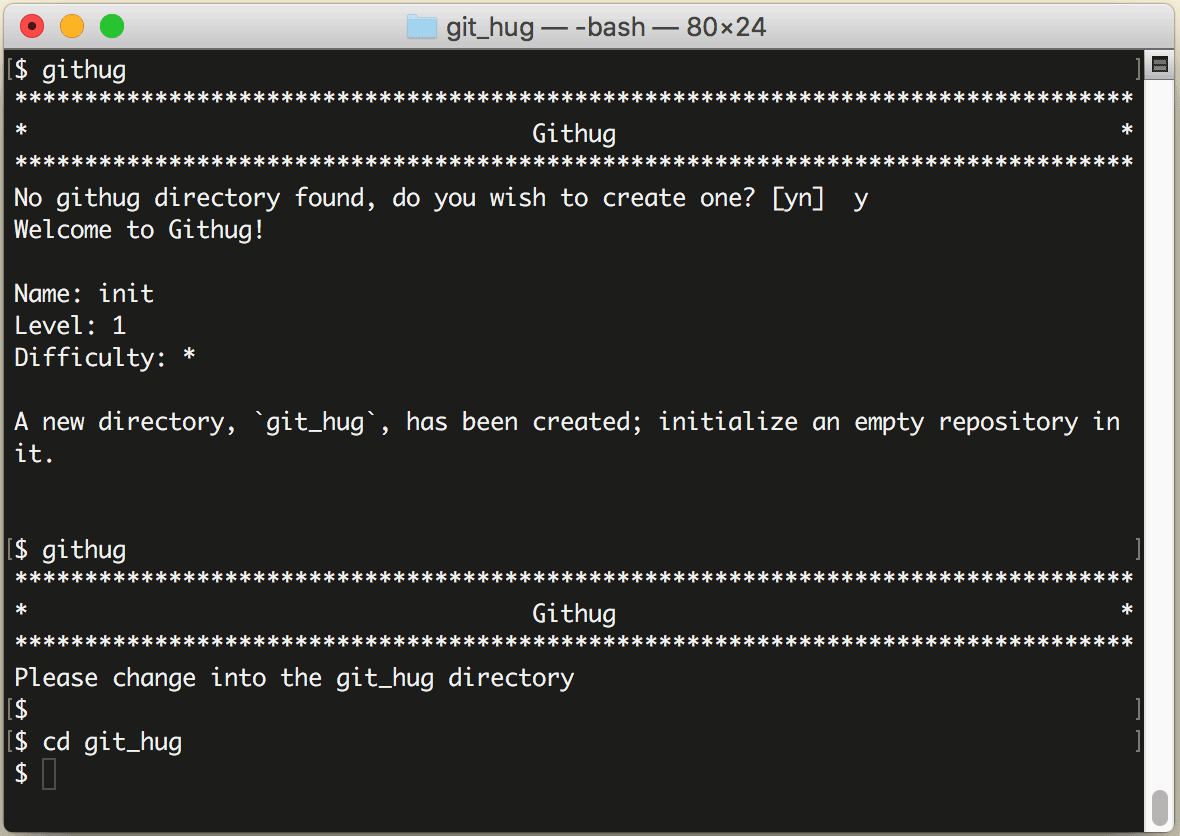 git_hug — -bash — 80×24
$ githug
********************************************************************************
* Githug *
********************************************************************************
No githug directory found, do you wish to create one? [yn]  y
Welcome to Githug!
Name: init
Level: 1
Difficulty: *
A new directory, `git_hug`, has been created; initialize an empty repository in
it.
$ githug
********************************************************************************
* Githug *
********************************************************************************
Please change into the git_hug directory
$
$ cd git_hug
$